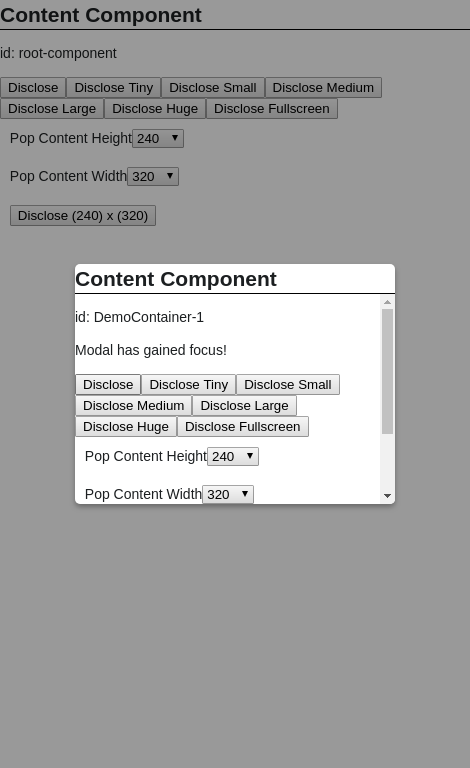 Content Component
id: root-component
Disclose Disclose Tiny Disclose Small Disclose Medium
Disclose Large Disclose Huge Disclose Fullscreen
Pop Content Height 240
Pop Content Width 320
Disclose (240) x (320)
Content Component
id: DemoContainer-1
Modal has gained focus!
Disclose Disclose Tiny Disclose Small
Disclose Medium Disclose Large
Disclose Huge Disclose Fullscreen
Pop Content Height 240
Pop Content Width 320